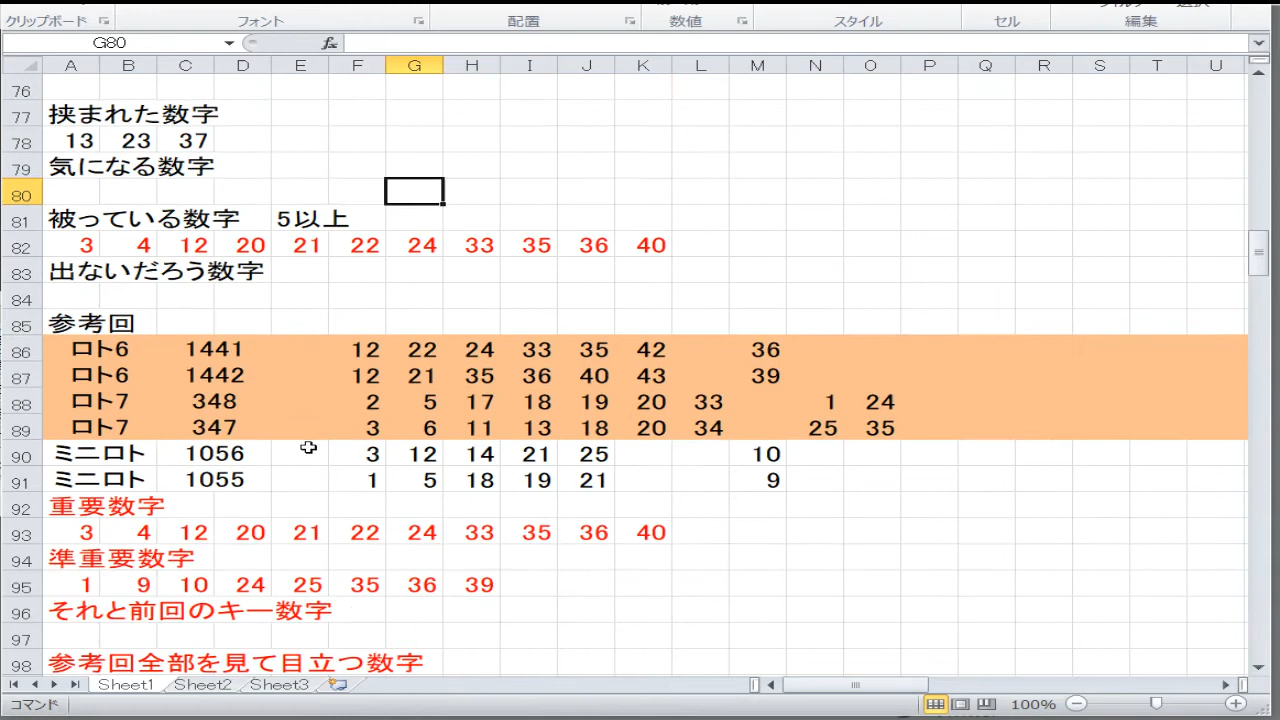 クリップボード フォント 配置 数値 スタイル セル 編集
G80 fx
A B C D E F G H I J K L M N O P Q R S T U
76
77 挟まれた数字
78 13 23 37
79 気になる数字
80
81 被っている数字 5以上
82 3 4 12 20 21 22 24 33 35 36 40
83 出ないだろう数字
84
85 参考回
86 ロト6 1441 12 22 24 33 35 42 36
87 ロト6 1442 12 21 35 36 40 43 39
88 ロト7 348 2 5 17 18 19 20 33 1 24
89 ロト7 347 3 6 11 13 18 20 34 25 35
90 ミニロト 1056 3 12 14 21 25 10
91 ミニロト 1055 1 5 18 19 21 9
92 重要数字
93 3 4 12 20 21 22 24 33 35 36 40
94 準重要数字
95 1 9 10 24 25 35 36 39
96 それと前回のキー数字
97
98 参考回全部を見て目立つ数字
Sheet1 Sheet2 Sheet3
コマンド 100%